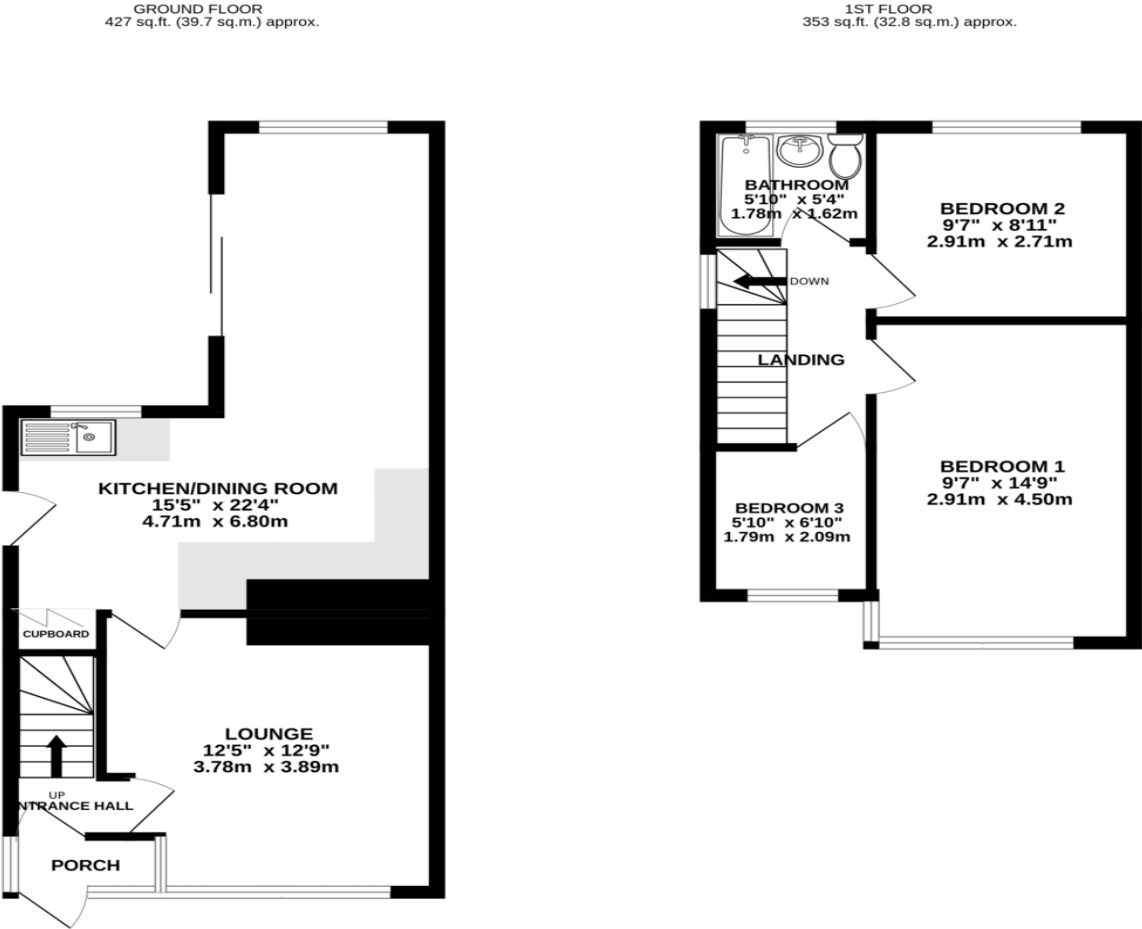 GROUND FLOOR
427 sq.ft. (39.7 sq.m.) approx.
KITCHEN/DINING ROOM
15'5" x 22'4"
4.71m x 6.80m
CUPBOARD
LOUNGE
12'5" x 12'9"
3.78m x 3.89m
UP
NTRANCE HALL
PORCH
1ST FLOOR
353 sq.ft. (32.8 sq.m.) approx.
BATHROOM
5'10" x 5'4"
1.78m x 1.62m
BEDROOM 2
9'7" x 8'11"
2.91m x 2.71m
DOWN
LANDING
BEDROOM 1
9'7" x 14'9"
2.91m x 4.50m
BEDROOM 3
5'10" x 6'10"
1.79m x 2.09m